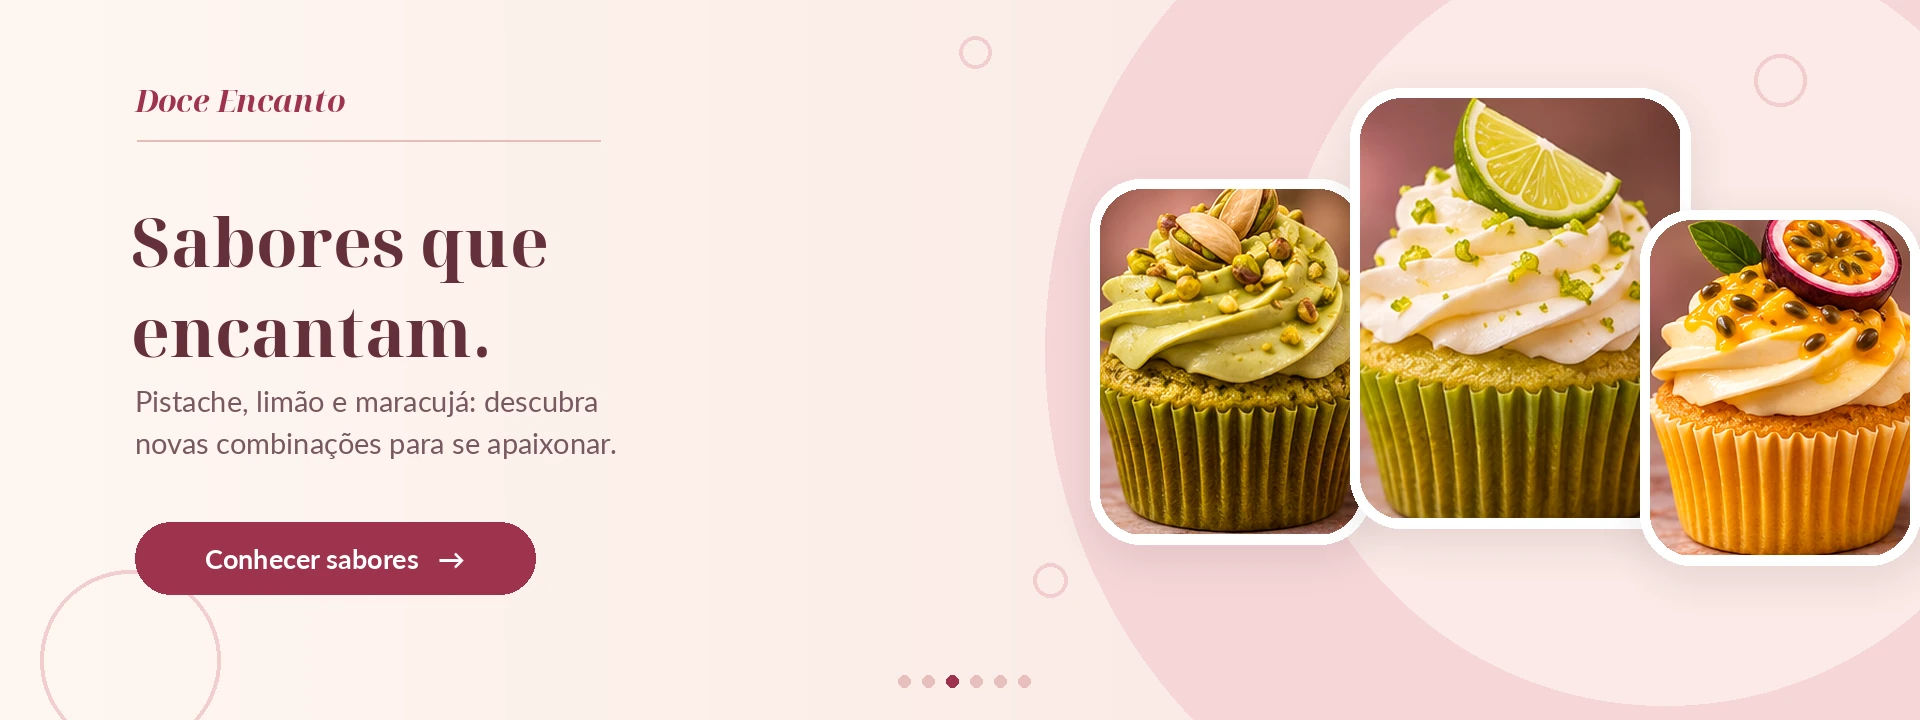 Doce Encanto
Sabores que
encantam.
Pistache, limão e maracujá: descubra
novas combinações para se apaixonar.
Conhecer sabores →